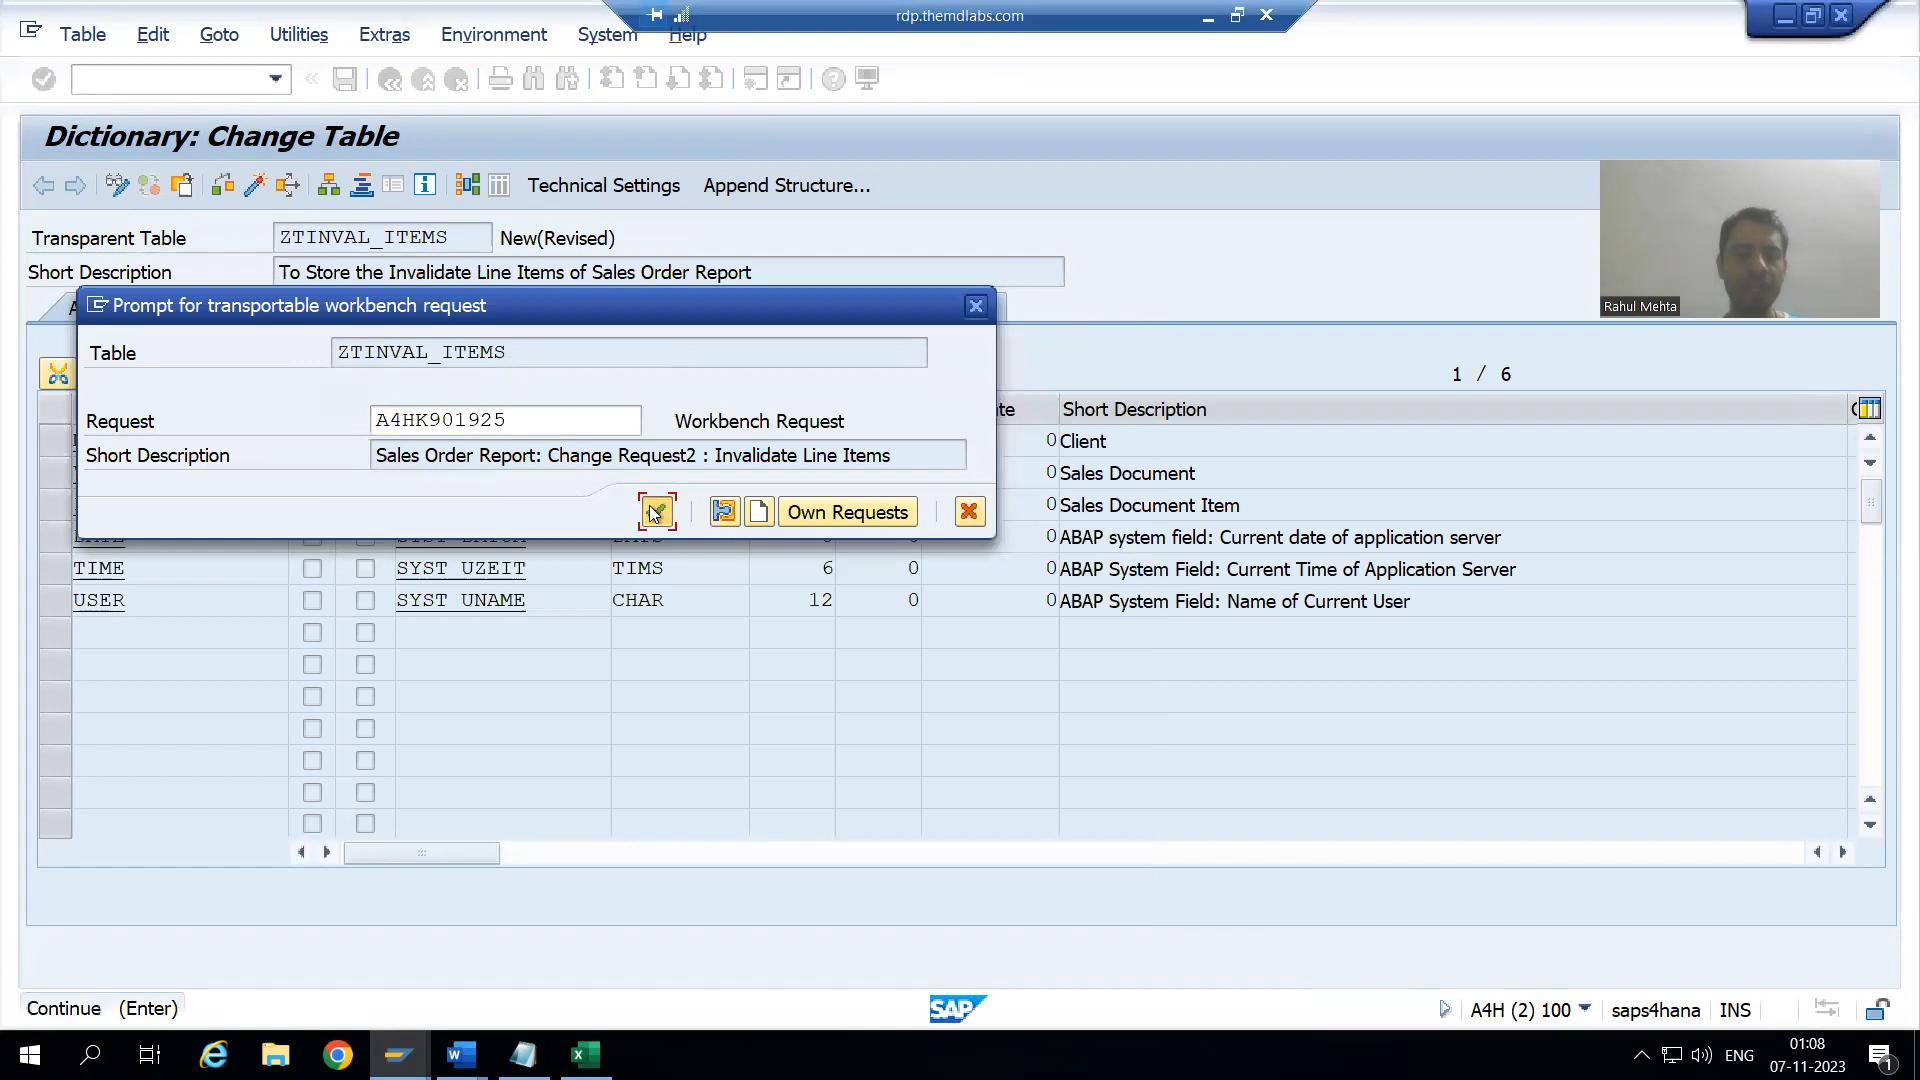 rdp.themdlabs.com
Table Edit Goto Utilities Extras Environment System Help
Dictionary: Change Table
Technical Settings Append Structure...
Transparent Table ZTINVAL_ITEMS New(Revised)
Short Description To Store the Invalidate Line Items of Sales Order Report
Rahul Mehta
Prompt for transportable workbench request
Table ZTINVAL_ITEMS
1 / 6
Request A4HK901925 Workbench Request
Short Description Sales Order Report: Change Request2 : Invalidate Line Items
Own Requests
Short Description
0 Client
0 Sales Document
0 Sales Document Item
0 ABAP system field: Current date of application server
TIME SYST UZEIT TIMS 6 0 0 ABAP System Field: Current Time of Application Server
USER SYST UNAME CHAR 12 0 0 ABAP System Field: Name of Current User
Continue (Enter)
SAP
A4H (2) 100 saps4hana INS
ENG
01:08
07-11-2023
1